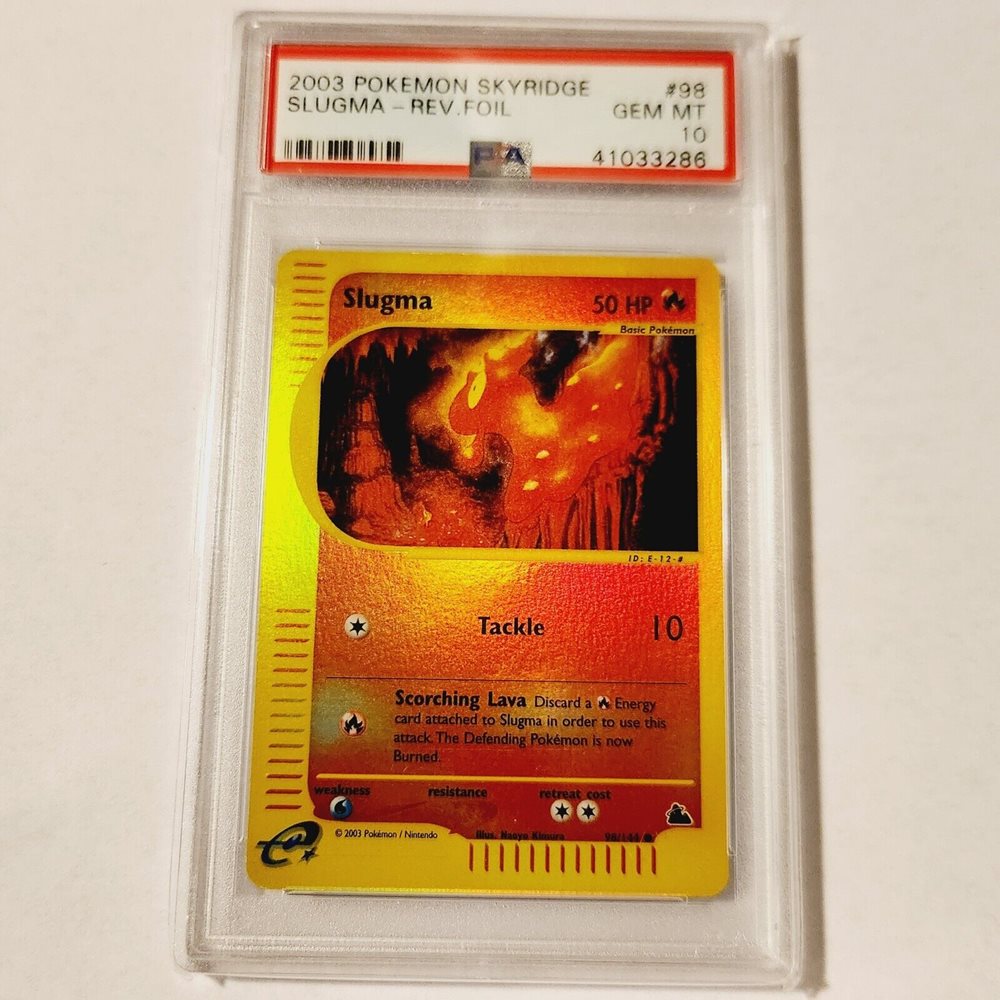 2003 POKEMON SKYRIDGE #98
SLUGMA - REV.FOIL GEM MT
10
PSA 41033286
Slugma 50 HP
Basic Pokémon
ID: E-12-#
Tackle 10
Scorching Lava Discard a Energy
card attached to Slugma in order to use this
attack. The Defending Pokémon is now
Burned.
weakness resistance retreat cost
© 2003 Pokémon / Nintendo Illus. Naoyo Kimura 98/144
e